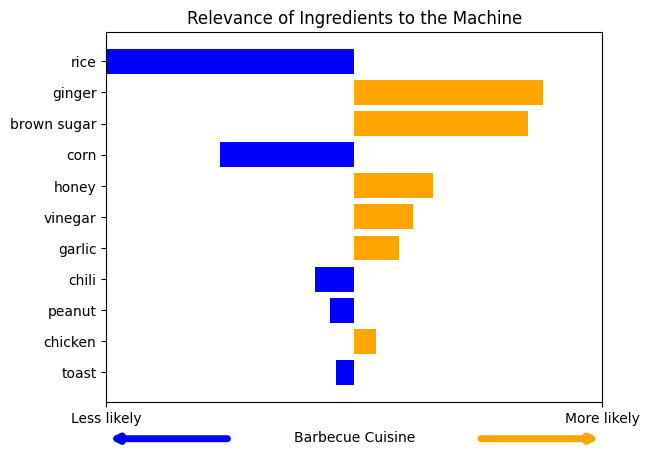 Relevance of Ingredients to the Machine
rice
ginger
brown sugar
corn
honey
vinegar
garlic
chili
peanut
chicken
toast
Less likely
More likely
Barbecue Cuisine